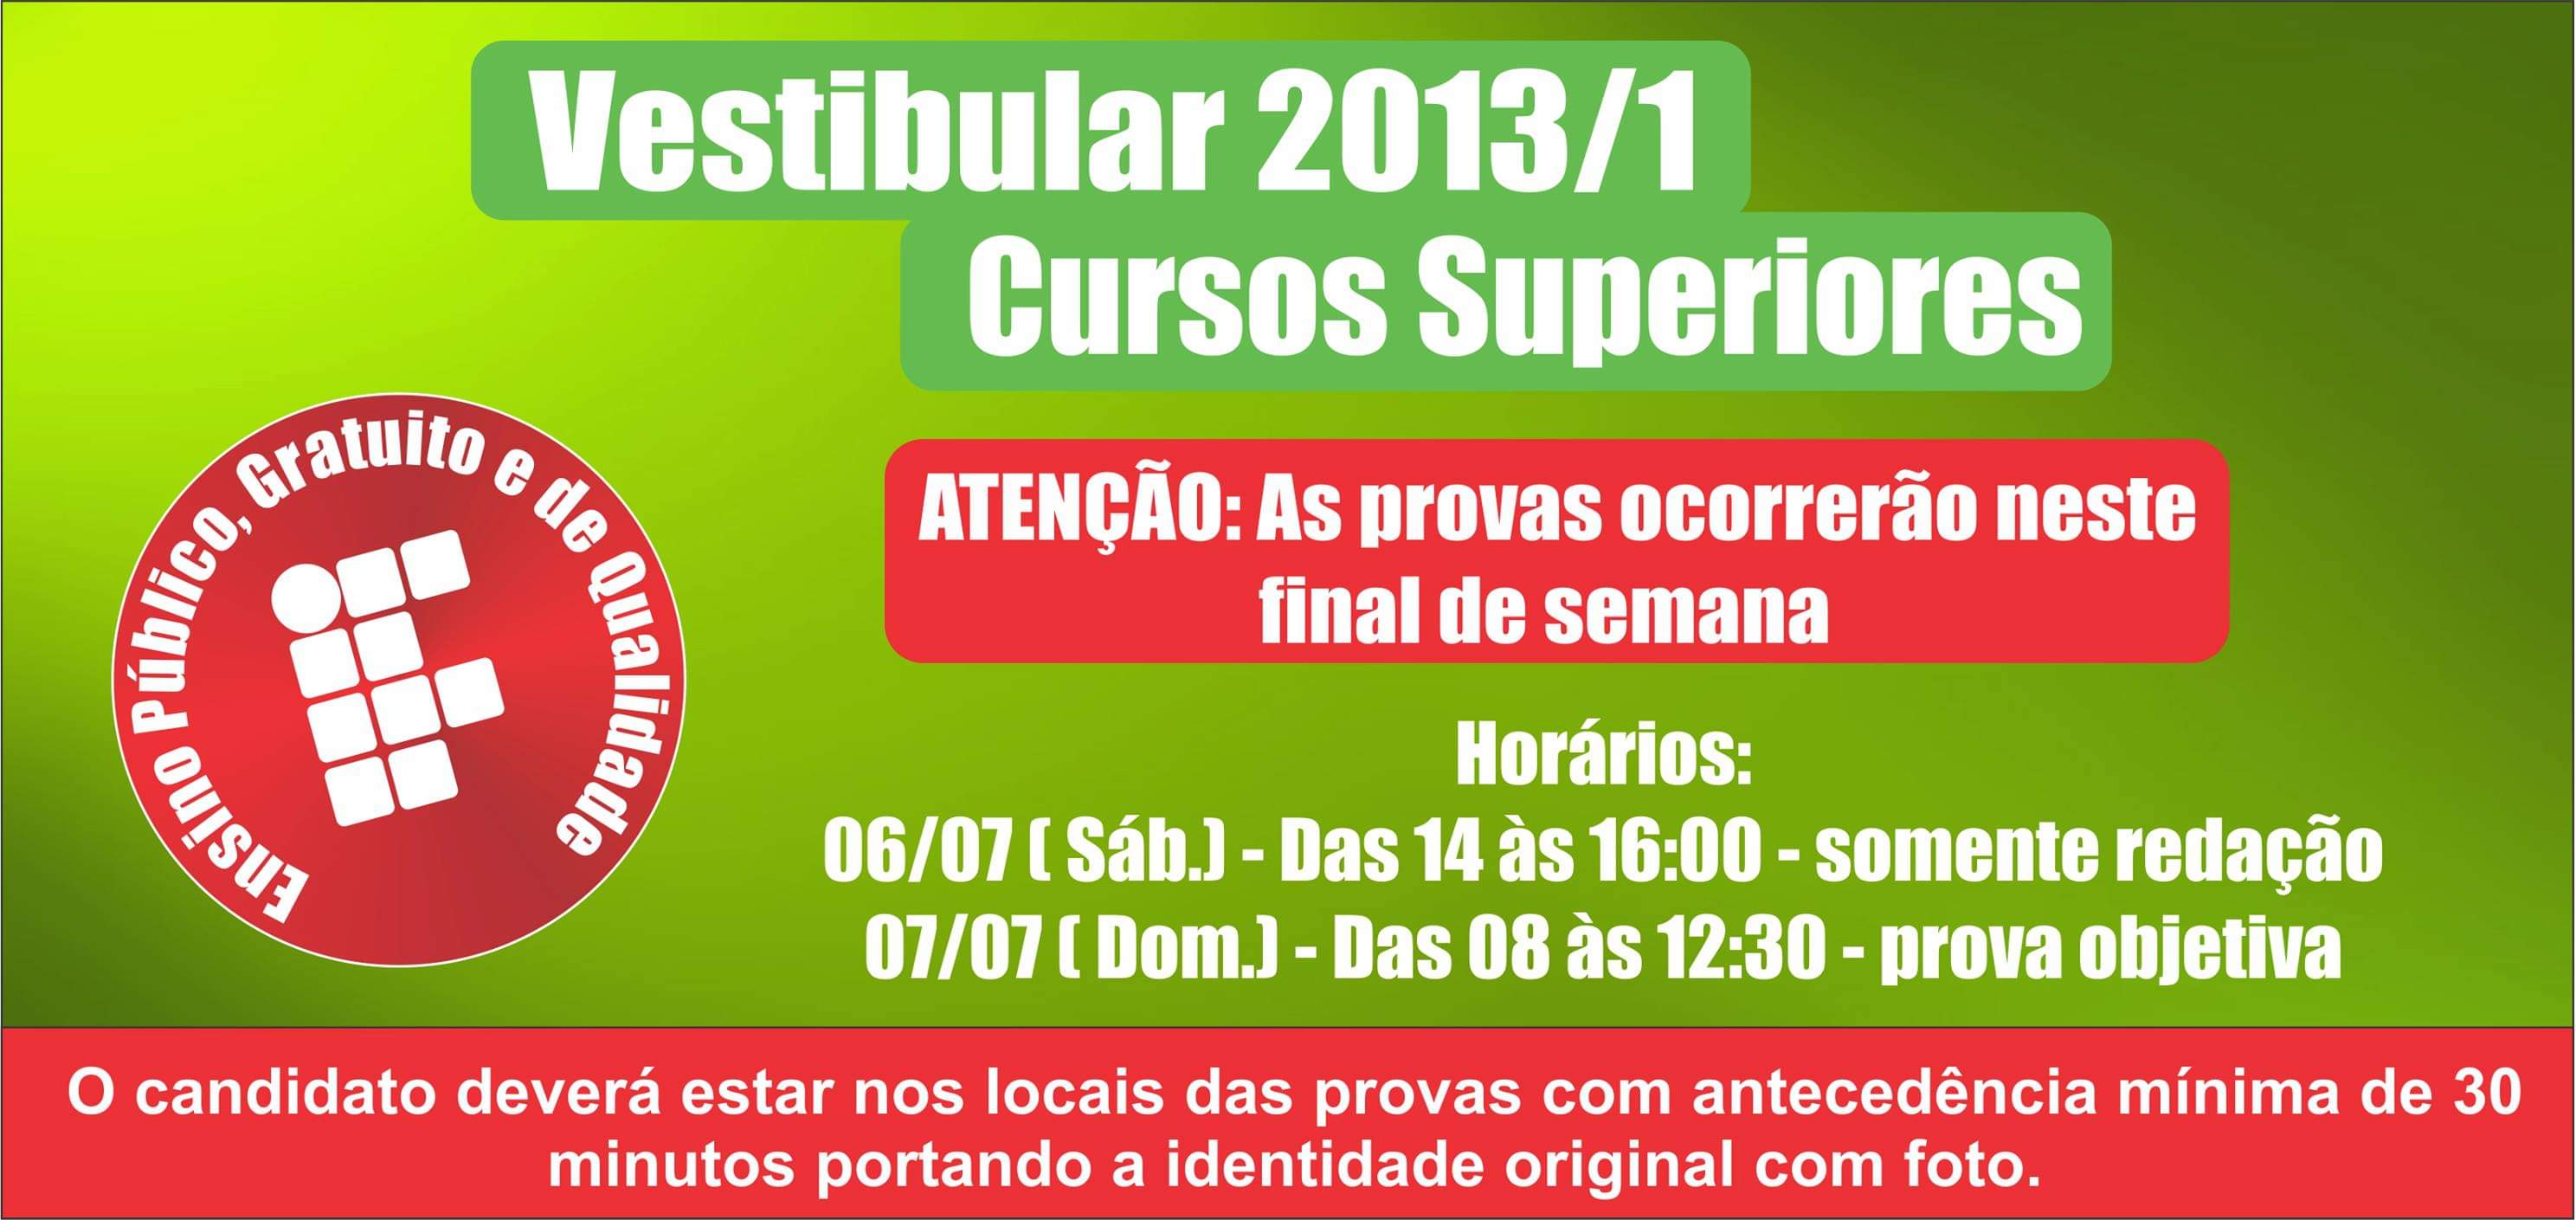 Vestibular 2013/1
Cursos Superiores
Ensino Público, Gratuito e de Qualidade
ATENÇÃO: As provas ocorrerão neste
final de semana
Horários:
06/07 ( Sáb.) - Das 14 às 16:00 - somente redação
07/07 ( Dom.) - Das 08 às 12:30 - prova objetiva
O candidato deverá estar nos locais das provas com antecedência mínima de 30
minutos portando a identidade original com foto.